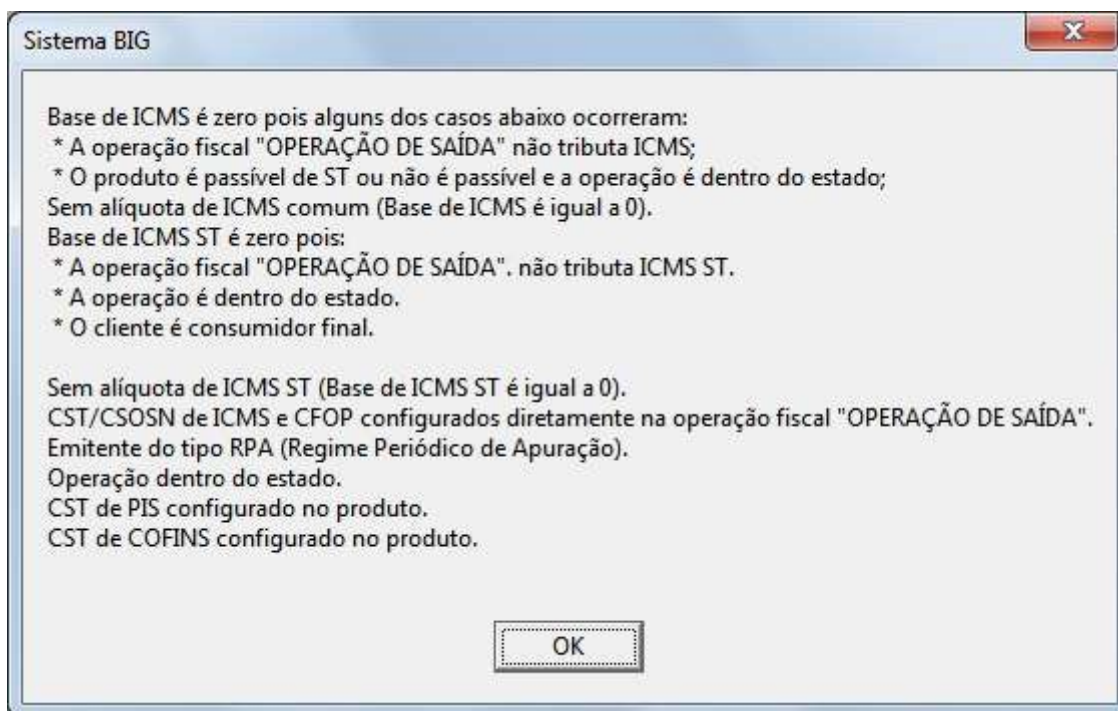 Sistema BIG
Base de ICMS é zero pois alguns dos casos abaixo ocorreram:
* A operação fiscal "OPERAÇÃO DE SAÍDA" não tributa ICMS;
* O produto é passível de ST ou não é passível e a operação é dentro do estado;
Sem alíquota de ICMS comum (Base de ICMS é igual a 0).
Base de ICMS ST é zero pois:
* A operação fiscal "OPERAÇÃO DE SAÍDA". não tributa ICMS ST.
* A operação é dentro do estado.
* O cliente é consumidor final.
Sem alíquota de ICMS ST (Base de ICMS ST é igual a 0).
CST/CSOSN de ICMS e CFOP configurados diretamente na operação fiscal "OPERAÇÃO DE SAÍDA".
Emitente do tipo RPA (Regime Periódico de Apuração).
Operação dentro do estado.
CST de PIS configurado no produto.
CST de COFINS configurado no produto.
OK